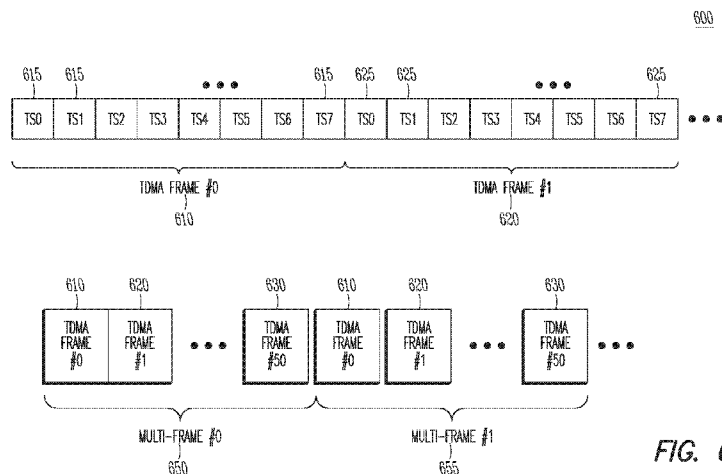 600
615 615 ••• 615 625 625 ••• 625
TS0 TS1 TS2 TS3 TS4 TS5 TS6 TS7 TS0 TS1 TS2 TS3 TS4 TS5 TS6 TS7 •••
TDMA FRAME #0 TDMA FRAME #1
610 620
610 620 630 610 620 630
TDMA TDMA TDMA TDMA TDMA TDMA
FRAME FRAME ••• FRAME FRAME FRAME ••• FRAME •••
#0 #1 #50 #0 #1 #50
MULTI-FRAME #0 MULTI-FRAME #1
650 655
FIG.